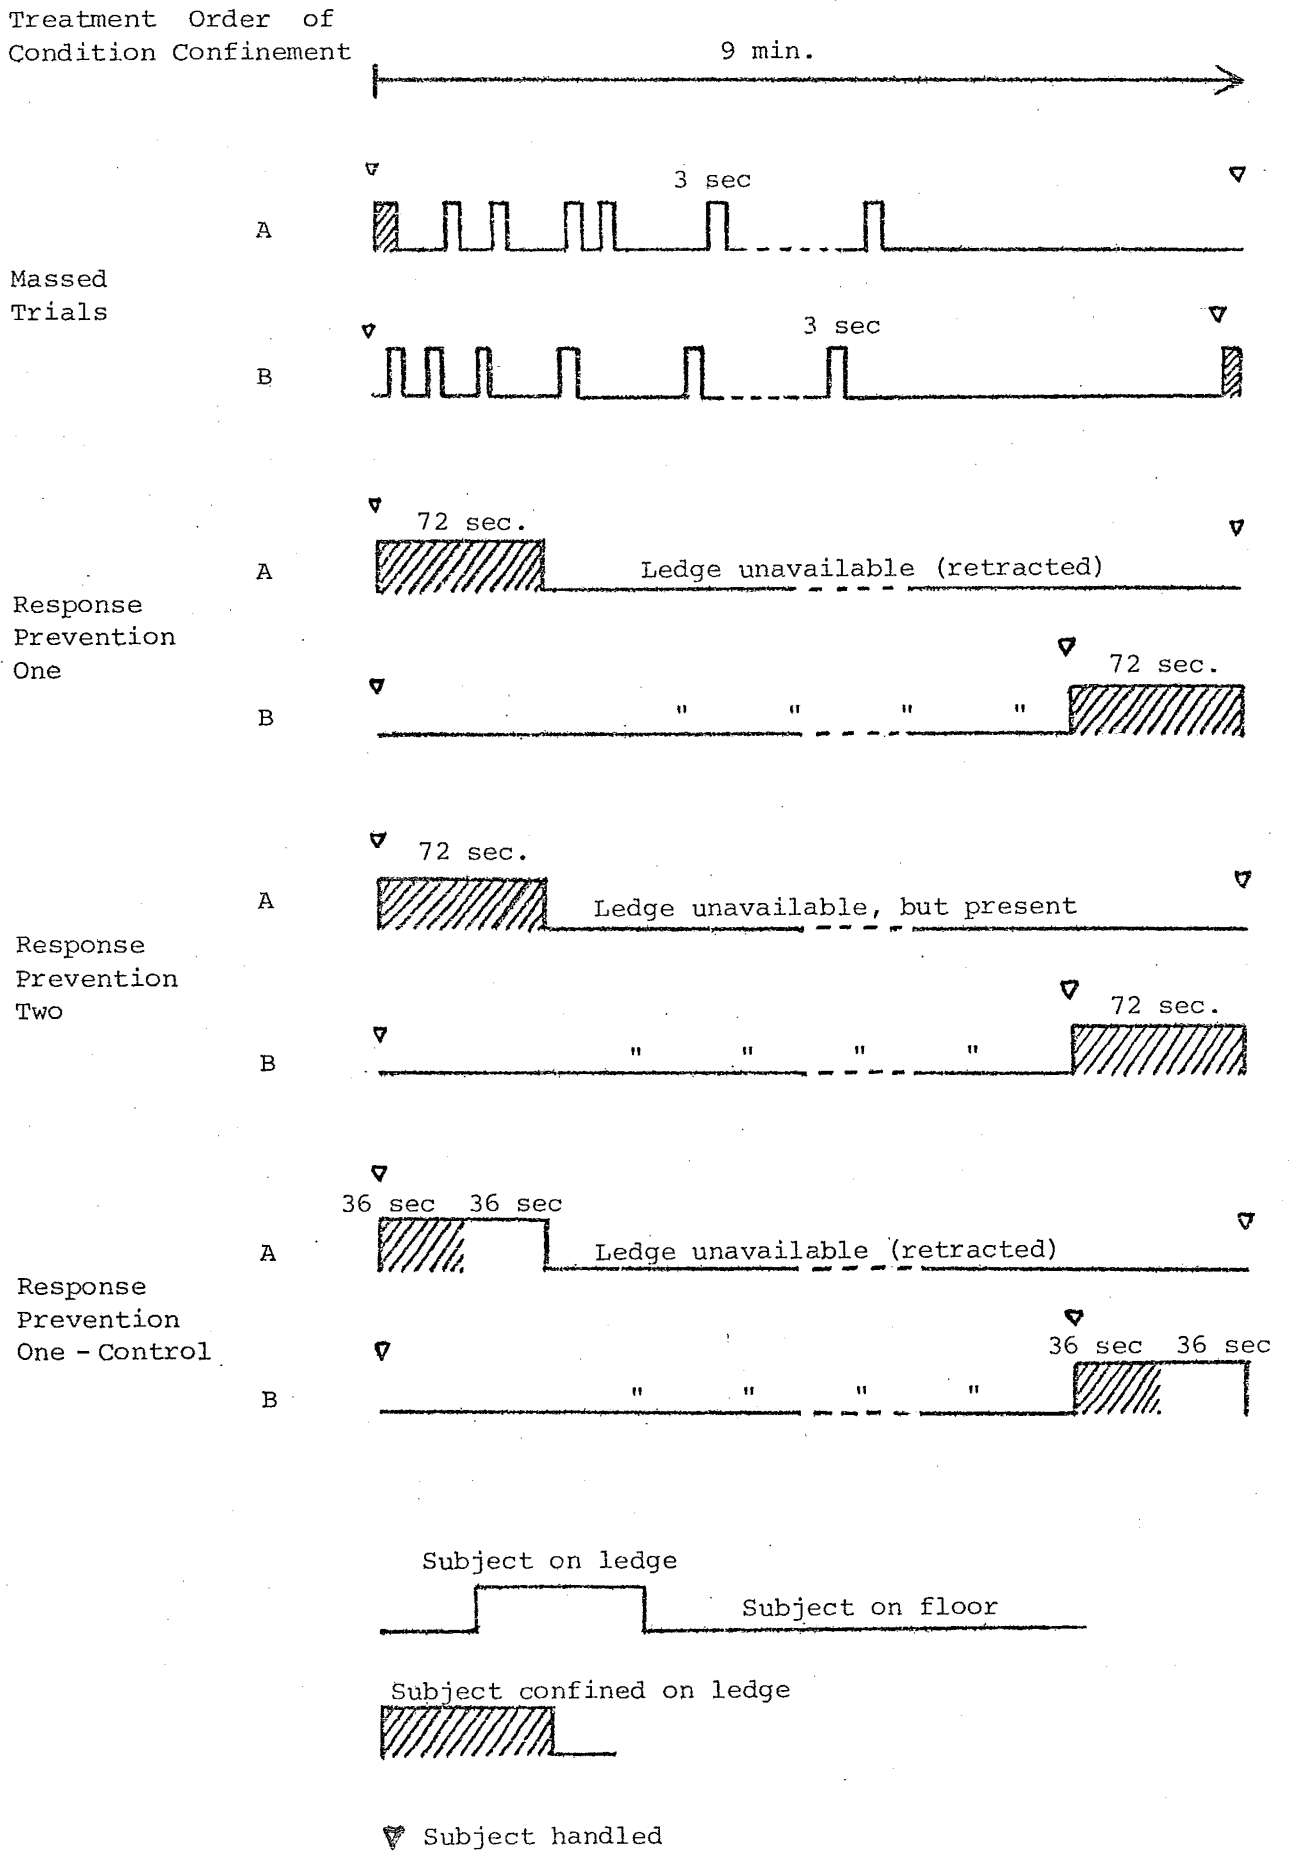 Treatment Order of
Condition Confinement
9 min.
3 sec
A
Massed
Trials
3 sec
B
72 sec.
A
Ledge unavailable (retracted)
Response
Prevention
One
72 sec.
B
" " " "
72 sec.
A
Ledge unavailable, but present
Response
Prevention
Two
72 sec.
B
" " " "
36 sec 36 sec
A
Ledge unavailable (retracted)
Response
Prevention
One - Control
36 sec 36 sec
B
" " " "
Subject on ledge
Subject on floor
Subject confined on ledge
Subject handled